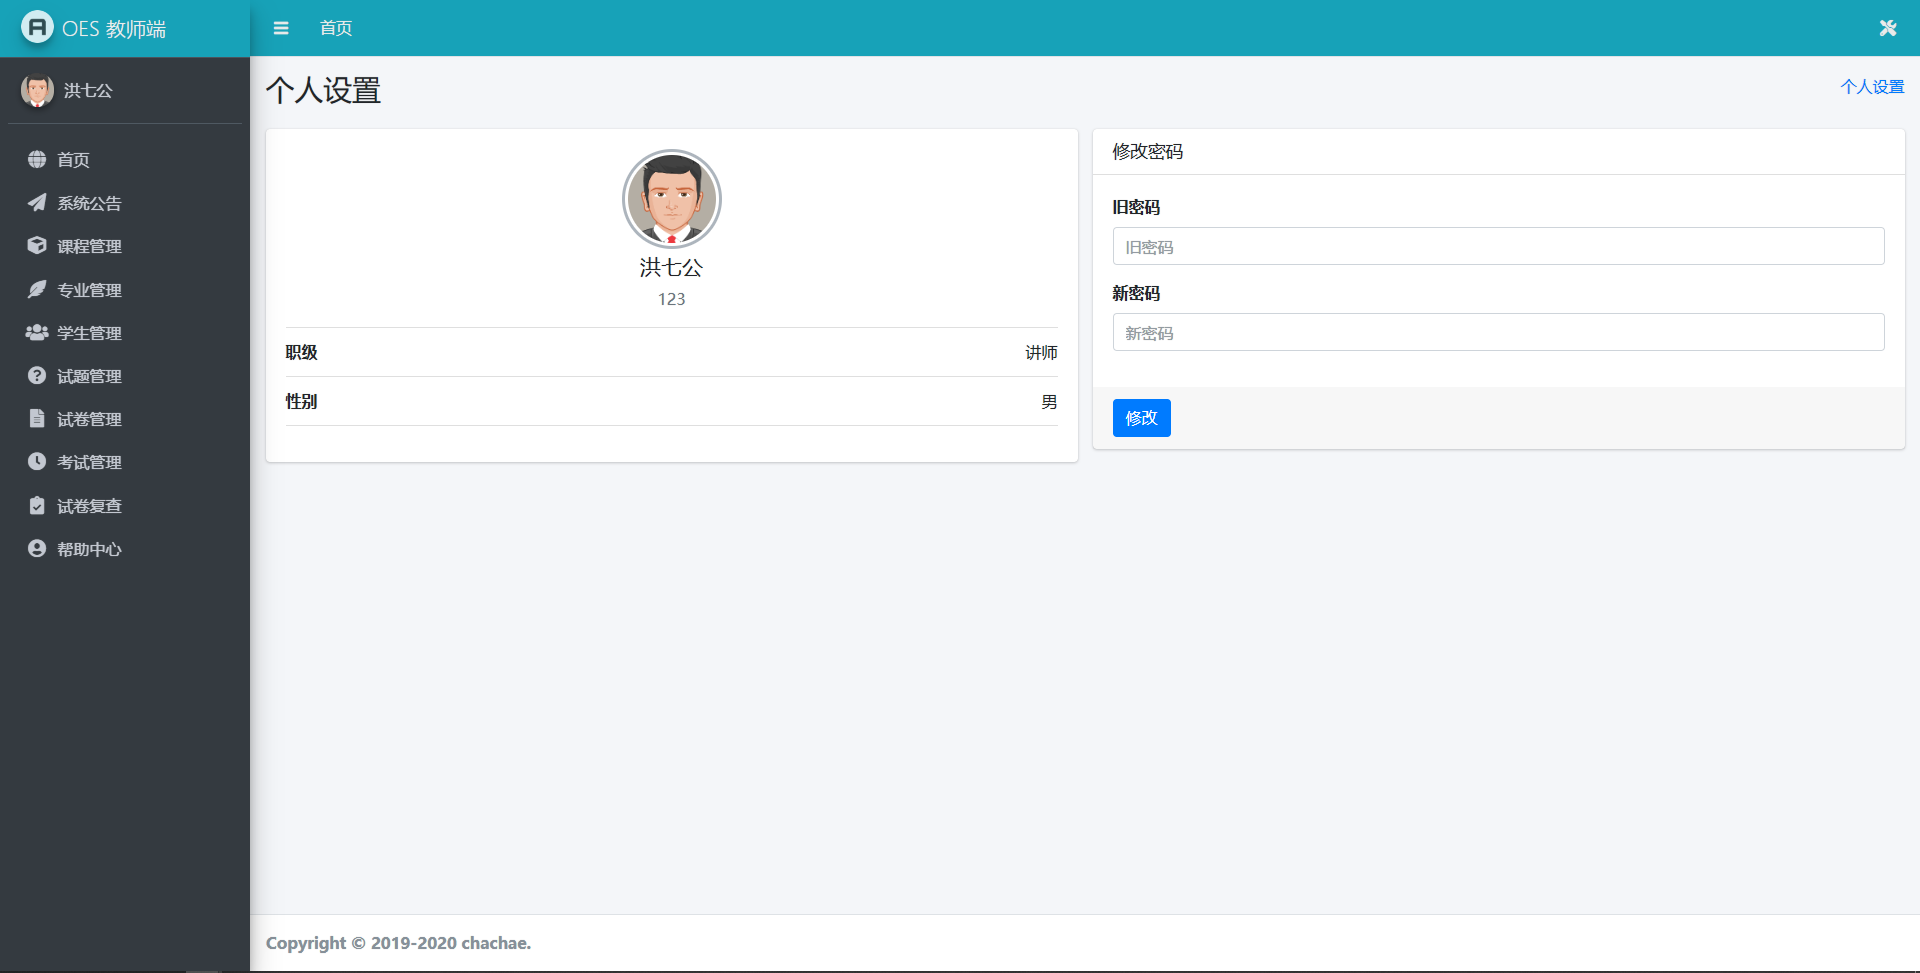 OES 教师端
首页
洪七公
首页
系统公告
课程管理
专业管理
学生管理
试题管理
试卷管理
考试管理
试卷复查
帮助中心
个人设置
个人设置
洪七公
123
职级 讲师
性别 男
修改密码
旧密码
旧密码
新密码
新密码
修改
Copyright © 2019-2020 chachae.